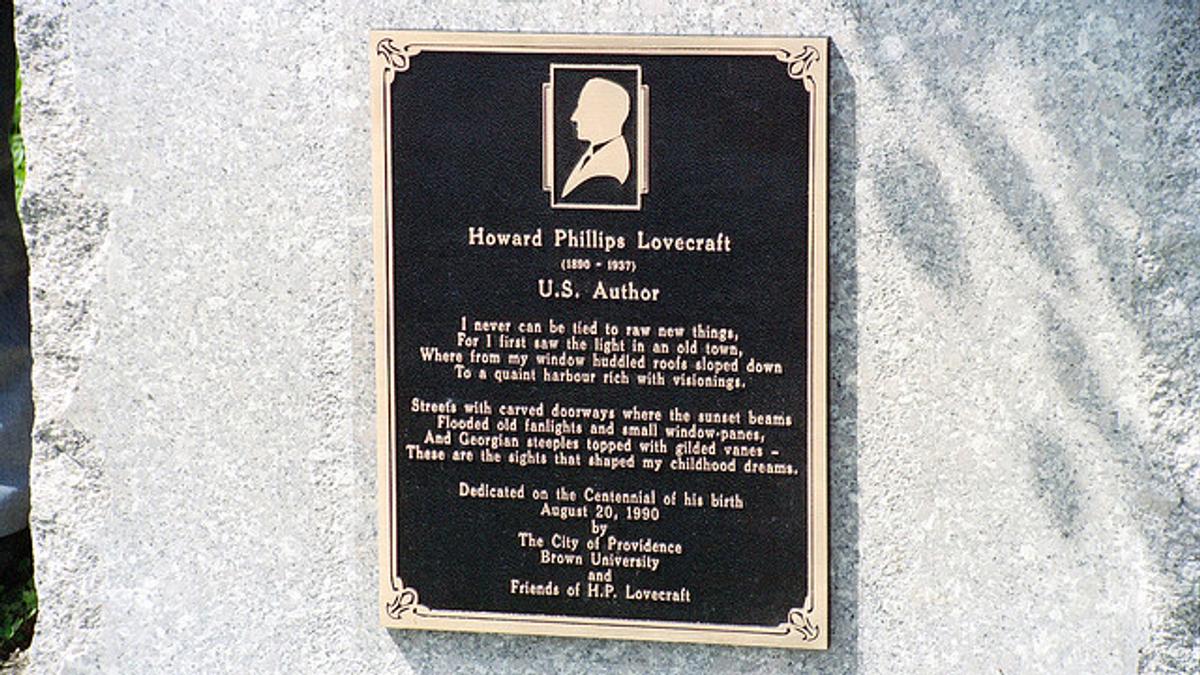 Howard Phillips Lovecraft
(1890 - 1937)
U.S. Author
I never can be tied to raw new things,
For I first saw the light in an old town,
Where from my window huddled roofs sloped down
To a quaint harbour rich with visionings.
Streets with carved doorways where the sunset beams
Flooded old fanlights and small window-panes,
And Georgian steeples topped with gilded vanes -
These are the sights that shaped my childhood dreams.
Dedicated on the Centennial of his birth
August 20, 1990
by
The City of Providence
Brown University
and
Friends of H.P. Lovecraft